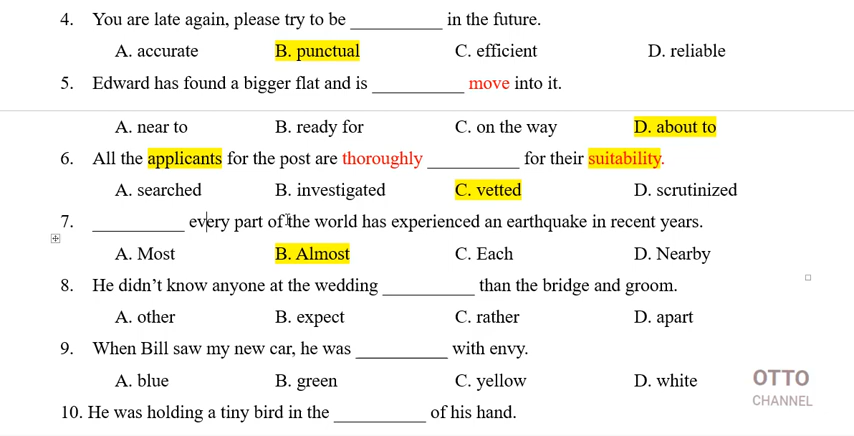 4. You are late again, please try to be __________ in the future.
A. accurate B. punctual C. efficient D. reliable
5. Edward has found a bigger flat and is __________ move into it.
A. near to B. ready for C. on the way D. about to
6. All the applicants for the post are thoroughly __________ for their suitability.
A. searched B. investigated C. vetted D. scrutinized
7. __________ every part of the world has experienced an earthquake in recent years.
A. Most B. Almost C. Each D. Nearby
8. He didn’t know anyone at the wedding __________ than the bridge and groom.
A. other B. expect C. rather D. apart
9. When Bill saw my new car, he was __________ with envy.
A. blue B. green C. yellow D. white
OTTO
CHANNEL
10. He was holding a tiny bird in the __________ of his hand.